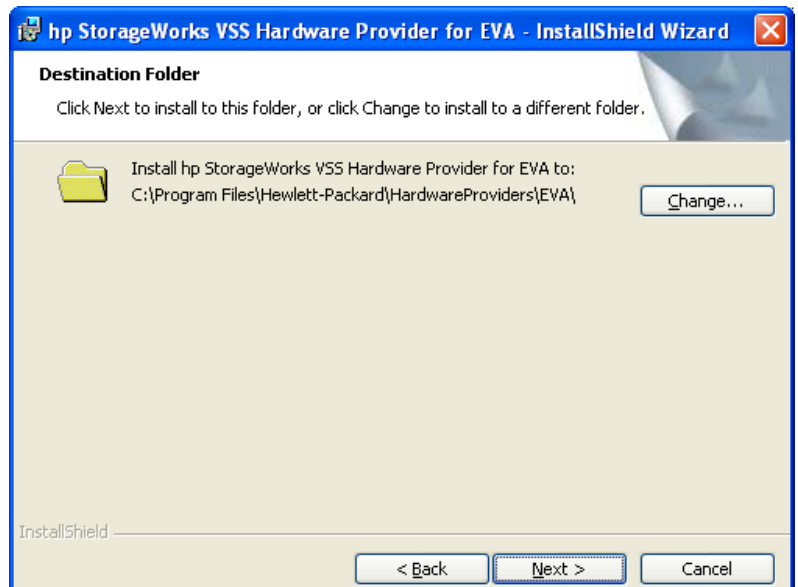 hp StorageWorks VSS Hardware Provider for EVA - InstallShield Wizard
Destination Folder
Click Next to install to this folder, or click Change to install to a different folder.
Install hp StorageWorks VSS Hardware Provider for EVA to:
C:\Program Files\Hewlett-Packard\HardwareProviders\EVA\
Change...
InstallShield
< Back
Next >
Cancel